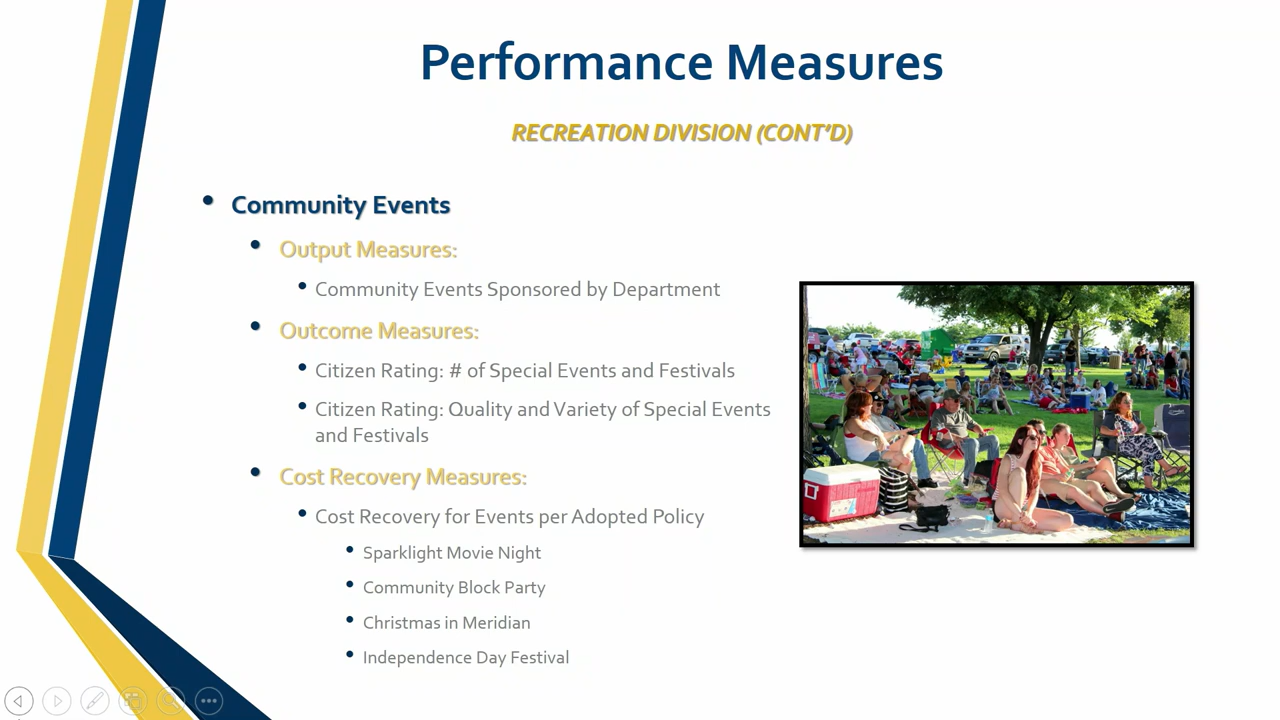 Performance Measures
RECREATION DIVISION (CONT'D)
• Community Events
• Output Measures:
• Community Events Sponsored by Department
• Outcome Measures:
• Citizen Rating: # of Special Events and Festivals
• Citizen Rating: Quality and Variety of Special Events
and Festivals
• Cost Recovery Measures:
• Cost Recovery for Events per Adopted Policy
• Sparklight Movie Night
• Community Block Party
• Christmas in Meridian
• Independence Day Festival